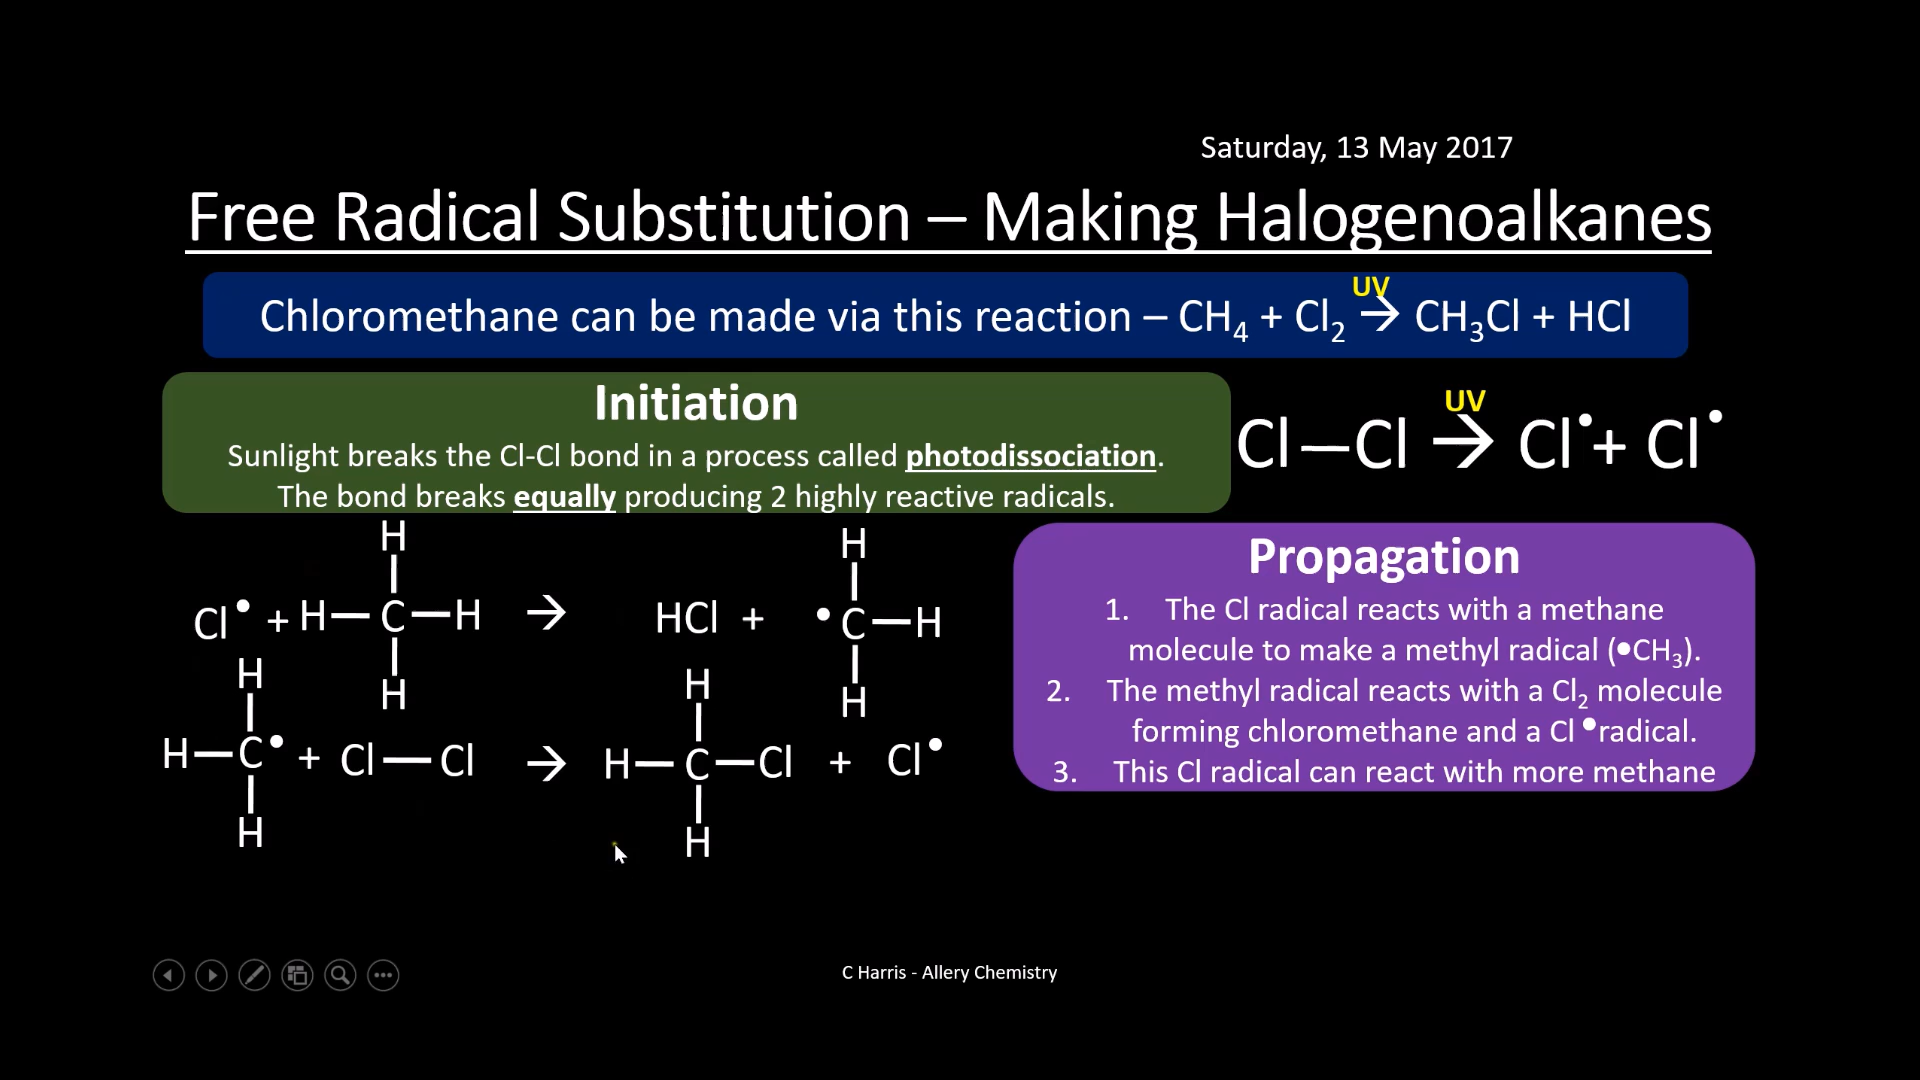 Saturday, 13 May 2017
Free Radical Substitution – Making Halogenoalkanes
UV
Chloromethane can be made via this reaction – CH₄ + Cl₂ → CH₃Cl + HCl
Initiation
Sunlight breaks the Cl-Cl bond in a process called photodissociation.
The bond breaks equally producing 2 highly reactive radicals.
UV
Cl—Cl → Cl• + Cl•
H
H
Cl• + H—C—H → HCl + •C—H
H
H
H
H
H—C• + Cl—Cl → H—C—Cl + Cl•
H
H
Propagation
1. The Cl radical reacts with a methane
molecule to make a methyl radical (•CH₃).
2. The methyl radical reacts with a Cl₂ molecule
forming chloromethane and a Cl •radical.
3. This Cl radical can react with more methane
C Harris - Allery Chemistry